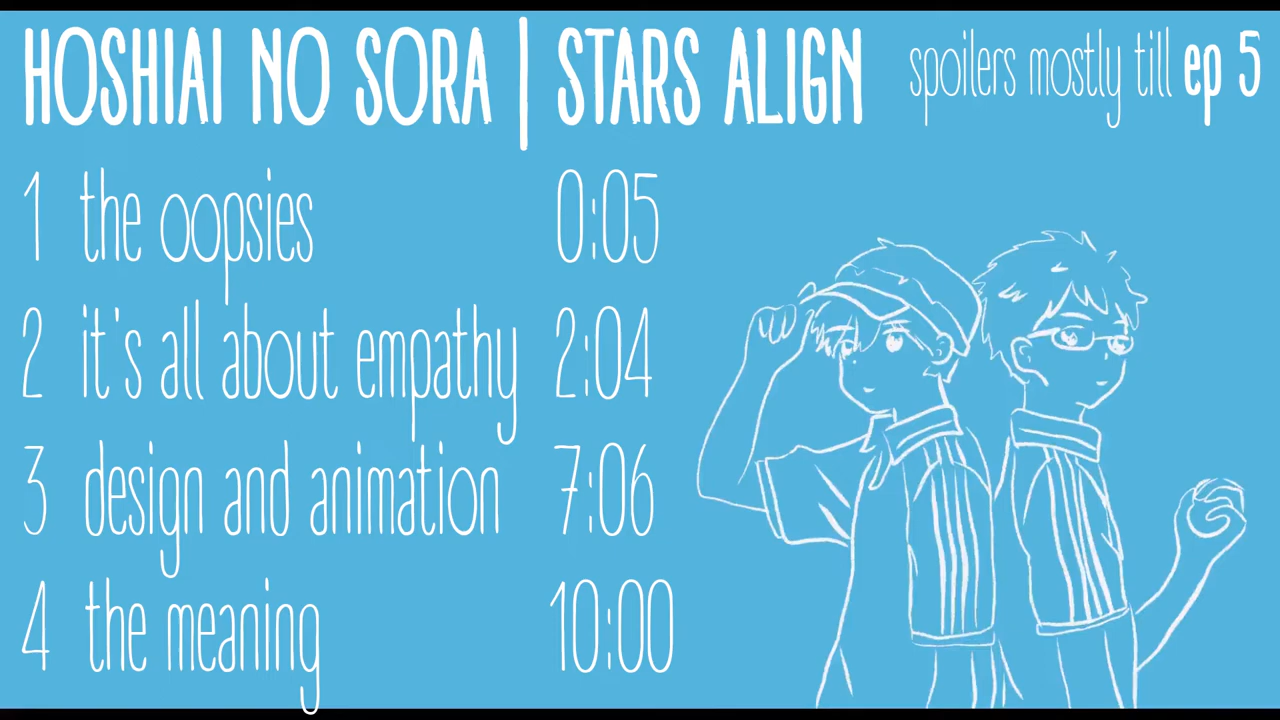 HOSHIAI NO SORA | STARS ALIGN
spoilers mostly till ep 5
1 the oopsies 0:05
2 it's all about empathy 2:04
3 design and animation 7:06
4 the meaning 10:00